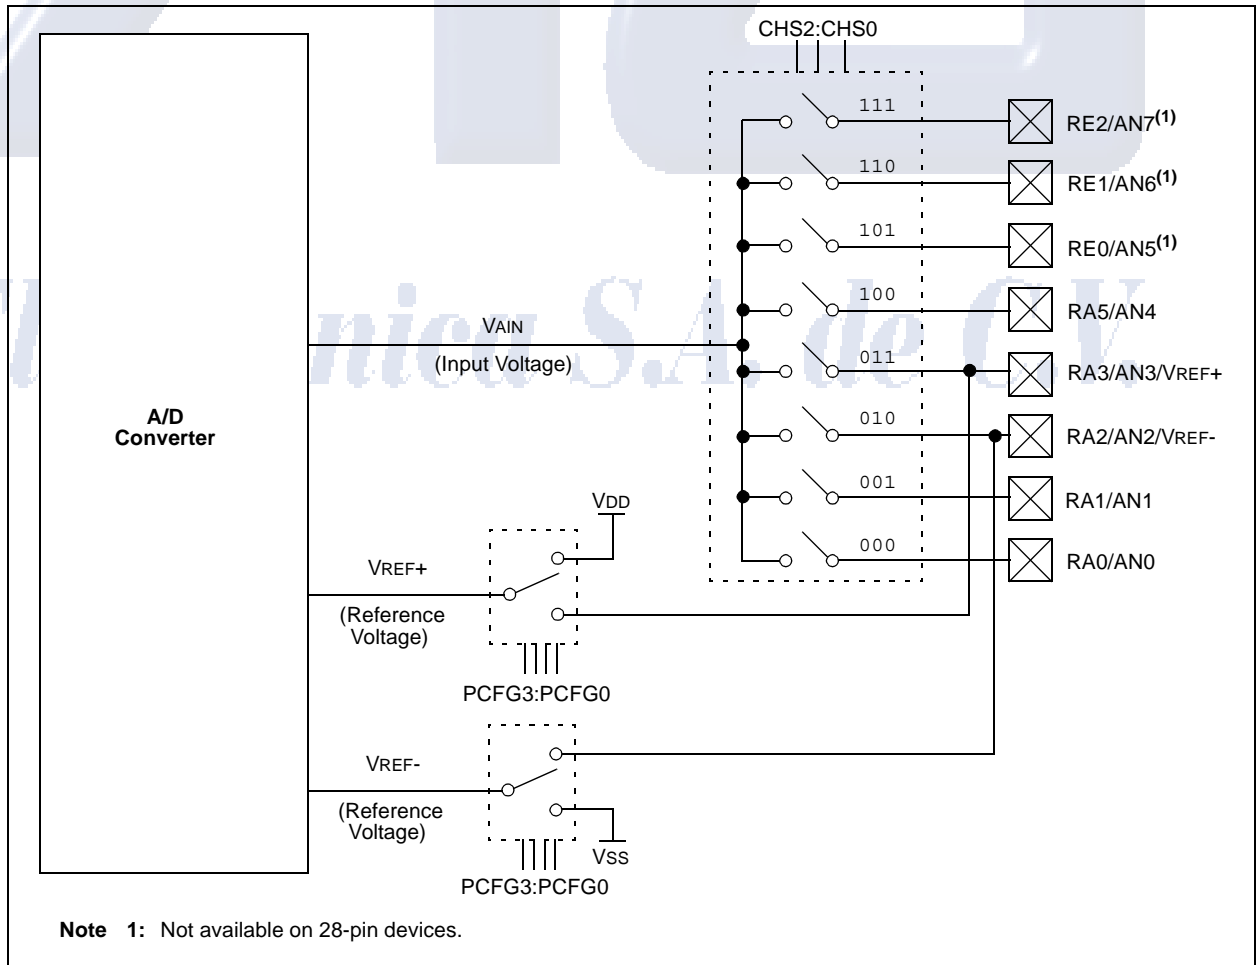 CHS2:CHS0
111
RE2/AN7(1)
110
RE1/AN6(1)
101
RE0/AN5(1)
100
RA5/AN4
VAIN
(Input Voltage)
011
RA3/AN3/VREF+
A/D
Converter
010
RA2/AN2/VREF-
001
RA1/AN1
VDD
000
RA0/AN0
VREF+
(Reference
Voltage)
PCFG3:PCFG0
VREF-
(Reference
Voltage)
VSS
PCFG3:PCFG0
Note 1: Not available on 28-pin devices.
nica S.A. de C.V.